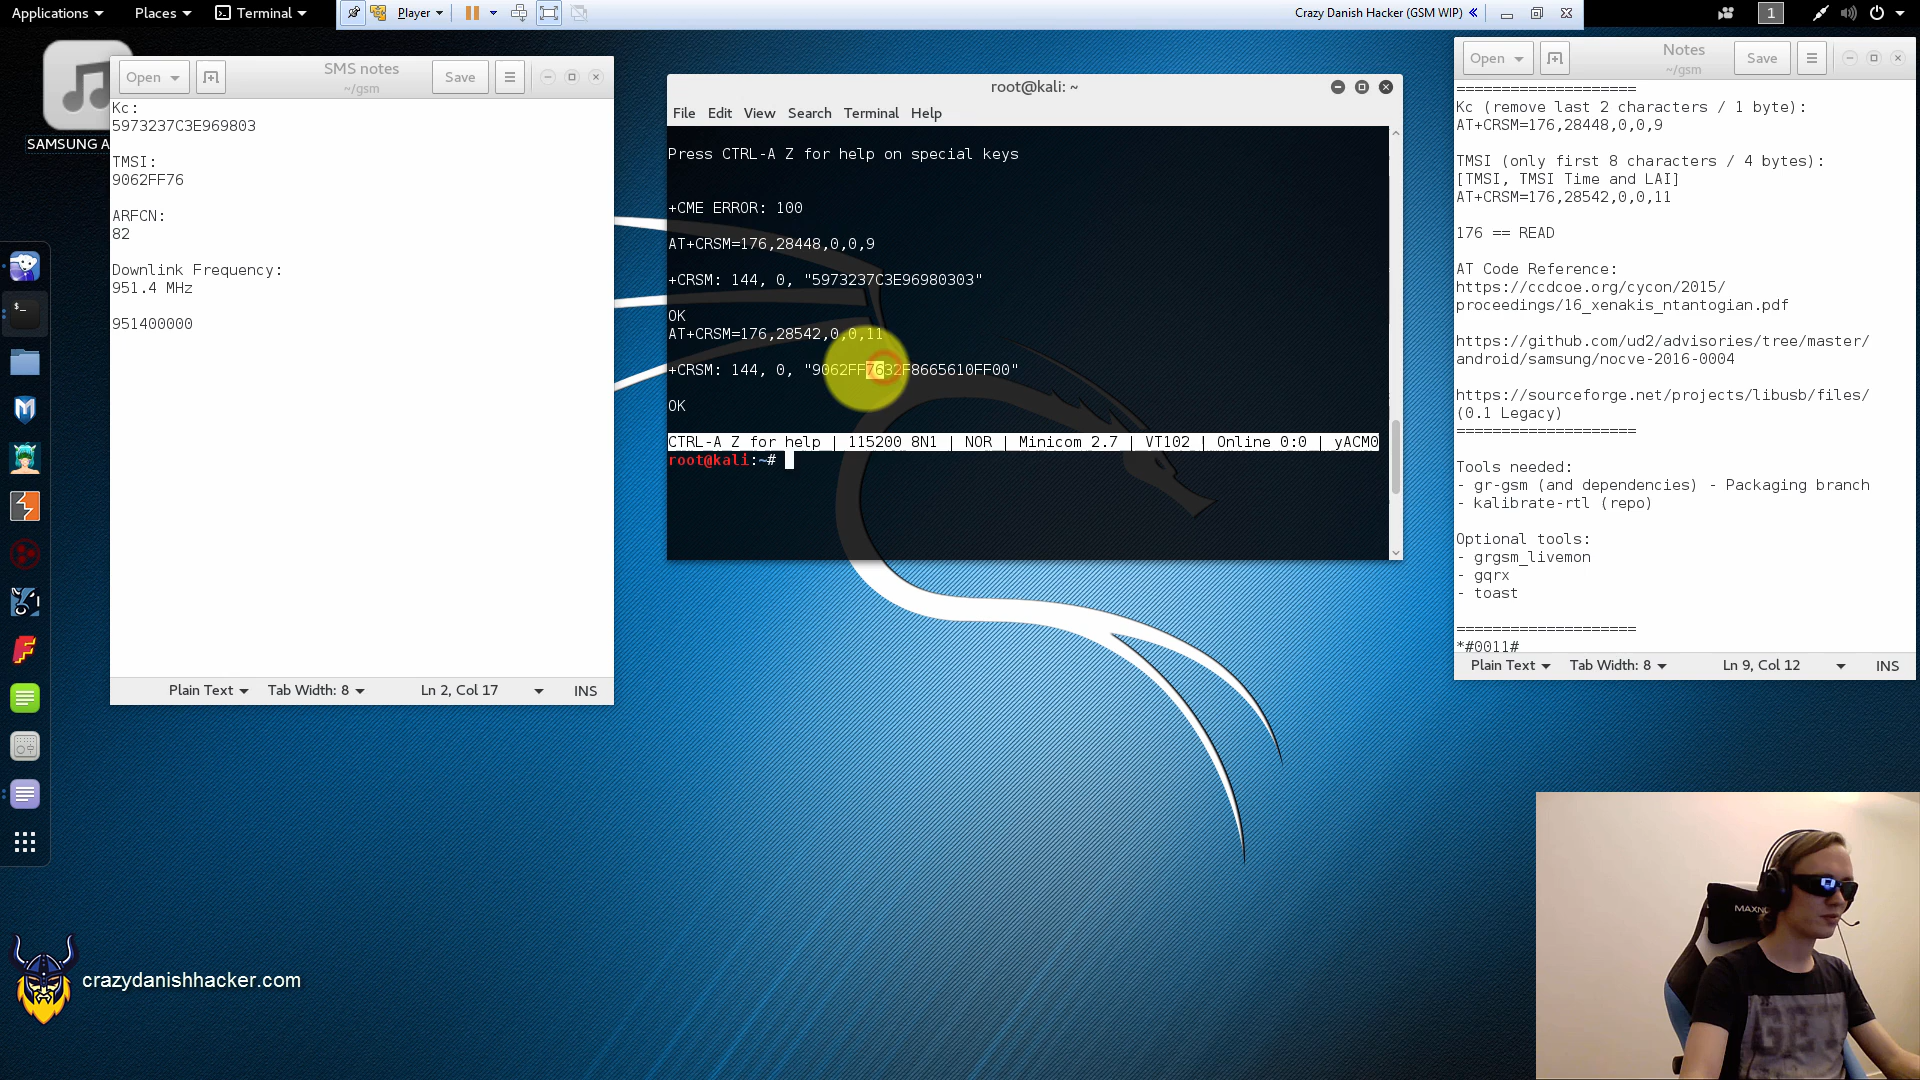 Applications Places Terminal Player Crazy Danish Hacker (GSM WIP) 1
SAMSUNG A
Open SMS notes Save
~/gsm
Kc:
5973237C3E969803
TMSI:
9062FF76
ARFCN:
82
Downlink Frequency:
951.4 MHz
951400000
Plain Text Tab Width: 8 Ln 2, Col 17 INS
root@kali: ~
File Edit View Search Terminal Help
Press CTRL-A Z for help on special keys
+CME ERROR: 100
AT+CRSM=176,28448,0,0,9
+CRSM: 144, 0, "5973237C3E96980303"
OK
AT+CRSM=176,28542,0,0,11
+CRSM: 144, 0, "9062FF7632F8665610FF00"
OK
CTRL-A Z for help | 115200 8N1 | NOR | Minicom 2.7 | VT102 | Online 0:0 | yACM0
root@kali:~#
Open Notes Save
~/gsm
====================
Kc (remove last 2 characters / 1 byte):
AT+CRSM=176,28448,0,0,9
TMSI (only first 8 characters / 4 bytes):
[TMSI, TMSI Time and LAI]
AT+CRSM=176,28542,0,0,11
176 == READ
AT Code Reference:
https://ccdcoe.org/cycon/2015/
proceedings/16_xenakis_ntantogian.pdf
https://github.com/ud2/advisories/tree/master/
android/samsung/nocve-2016-0004
https://sourceforge.net/projects/libusb/files/
(0.1 Legacy)
====================
Tools needed:
- gr-gsm (and dependencies) - Packaging branch
- kalibrate-rtl (repo)
Optional tools:
- grgsm_livemon
- gqrx
- toast
====================
*#0011#
Plain Text Tab Width: 8 Ln 9, Col 12 INS
crazydanishhacker.com